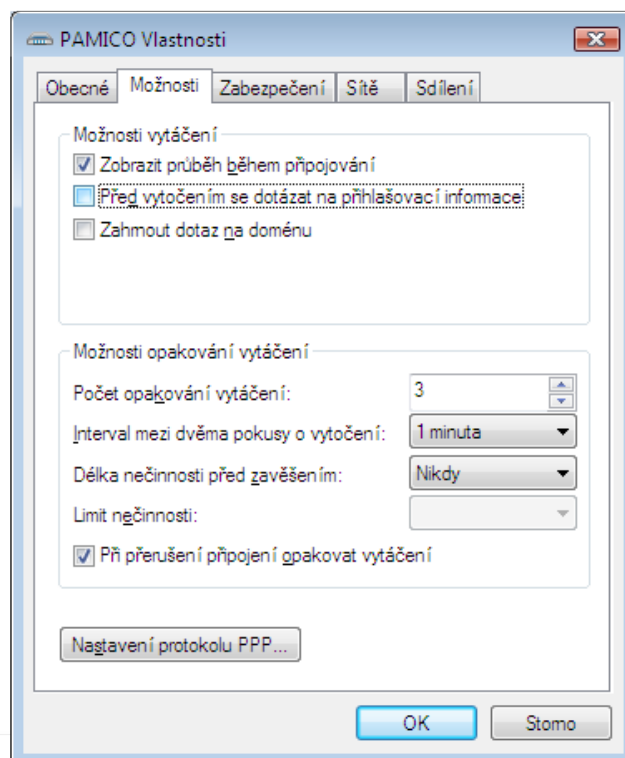 PAMICO Vlastnosti
Obecné Možnosti Zabezpečení Sítě Sdílení
Možnosti vytáčení
Zobrazit průběh během připojování
Před vytočením se dotázat na přihlašovací informace
Zahrnout dotaz na doménu
Možnosti opakování vytáčení
Počet opakování vytáčení: 3
Interval mezi dvěma pokusy o vytočení: 1 minuta
Délka nečinnosti před zavěšením: Nikdy
Limit nečinnosti:
Při přerušení připojení opakovat vytáčení
Nastavení protokolu PPP...
OK Storno